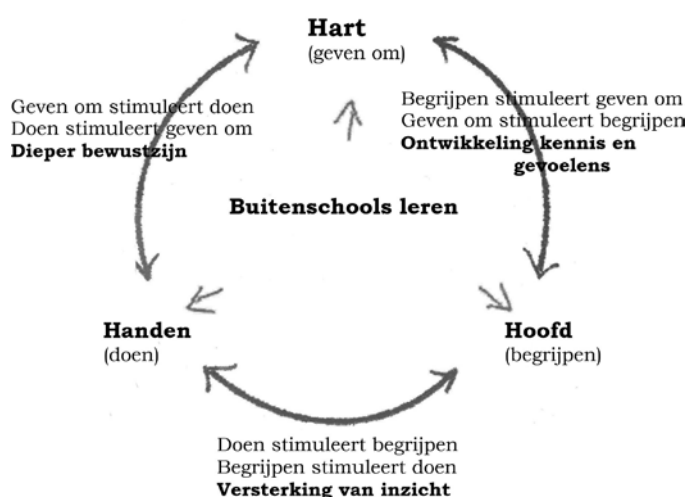 Hart
(geven om)
Geven om stimuleert doen
Doen stimuleert geven om
Dieper bewustzijn
Begrijpen stimuleert geven om
Geven om stimuleert begrijpen
Ontwikkeling kennis en
gevoelens
Buitenschools leren
Handen
(doen)
Hoofd
(begrijpen)
Doen stimuleert begrijpen
Begrijpen stimuleert doen
Versterking van inzicht